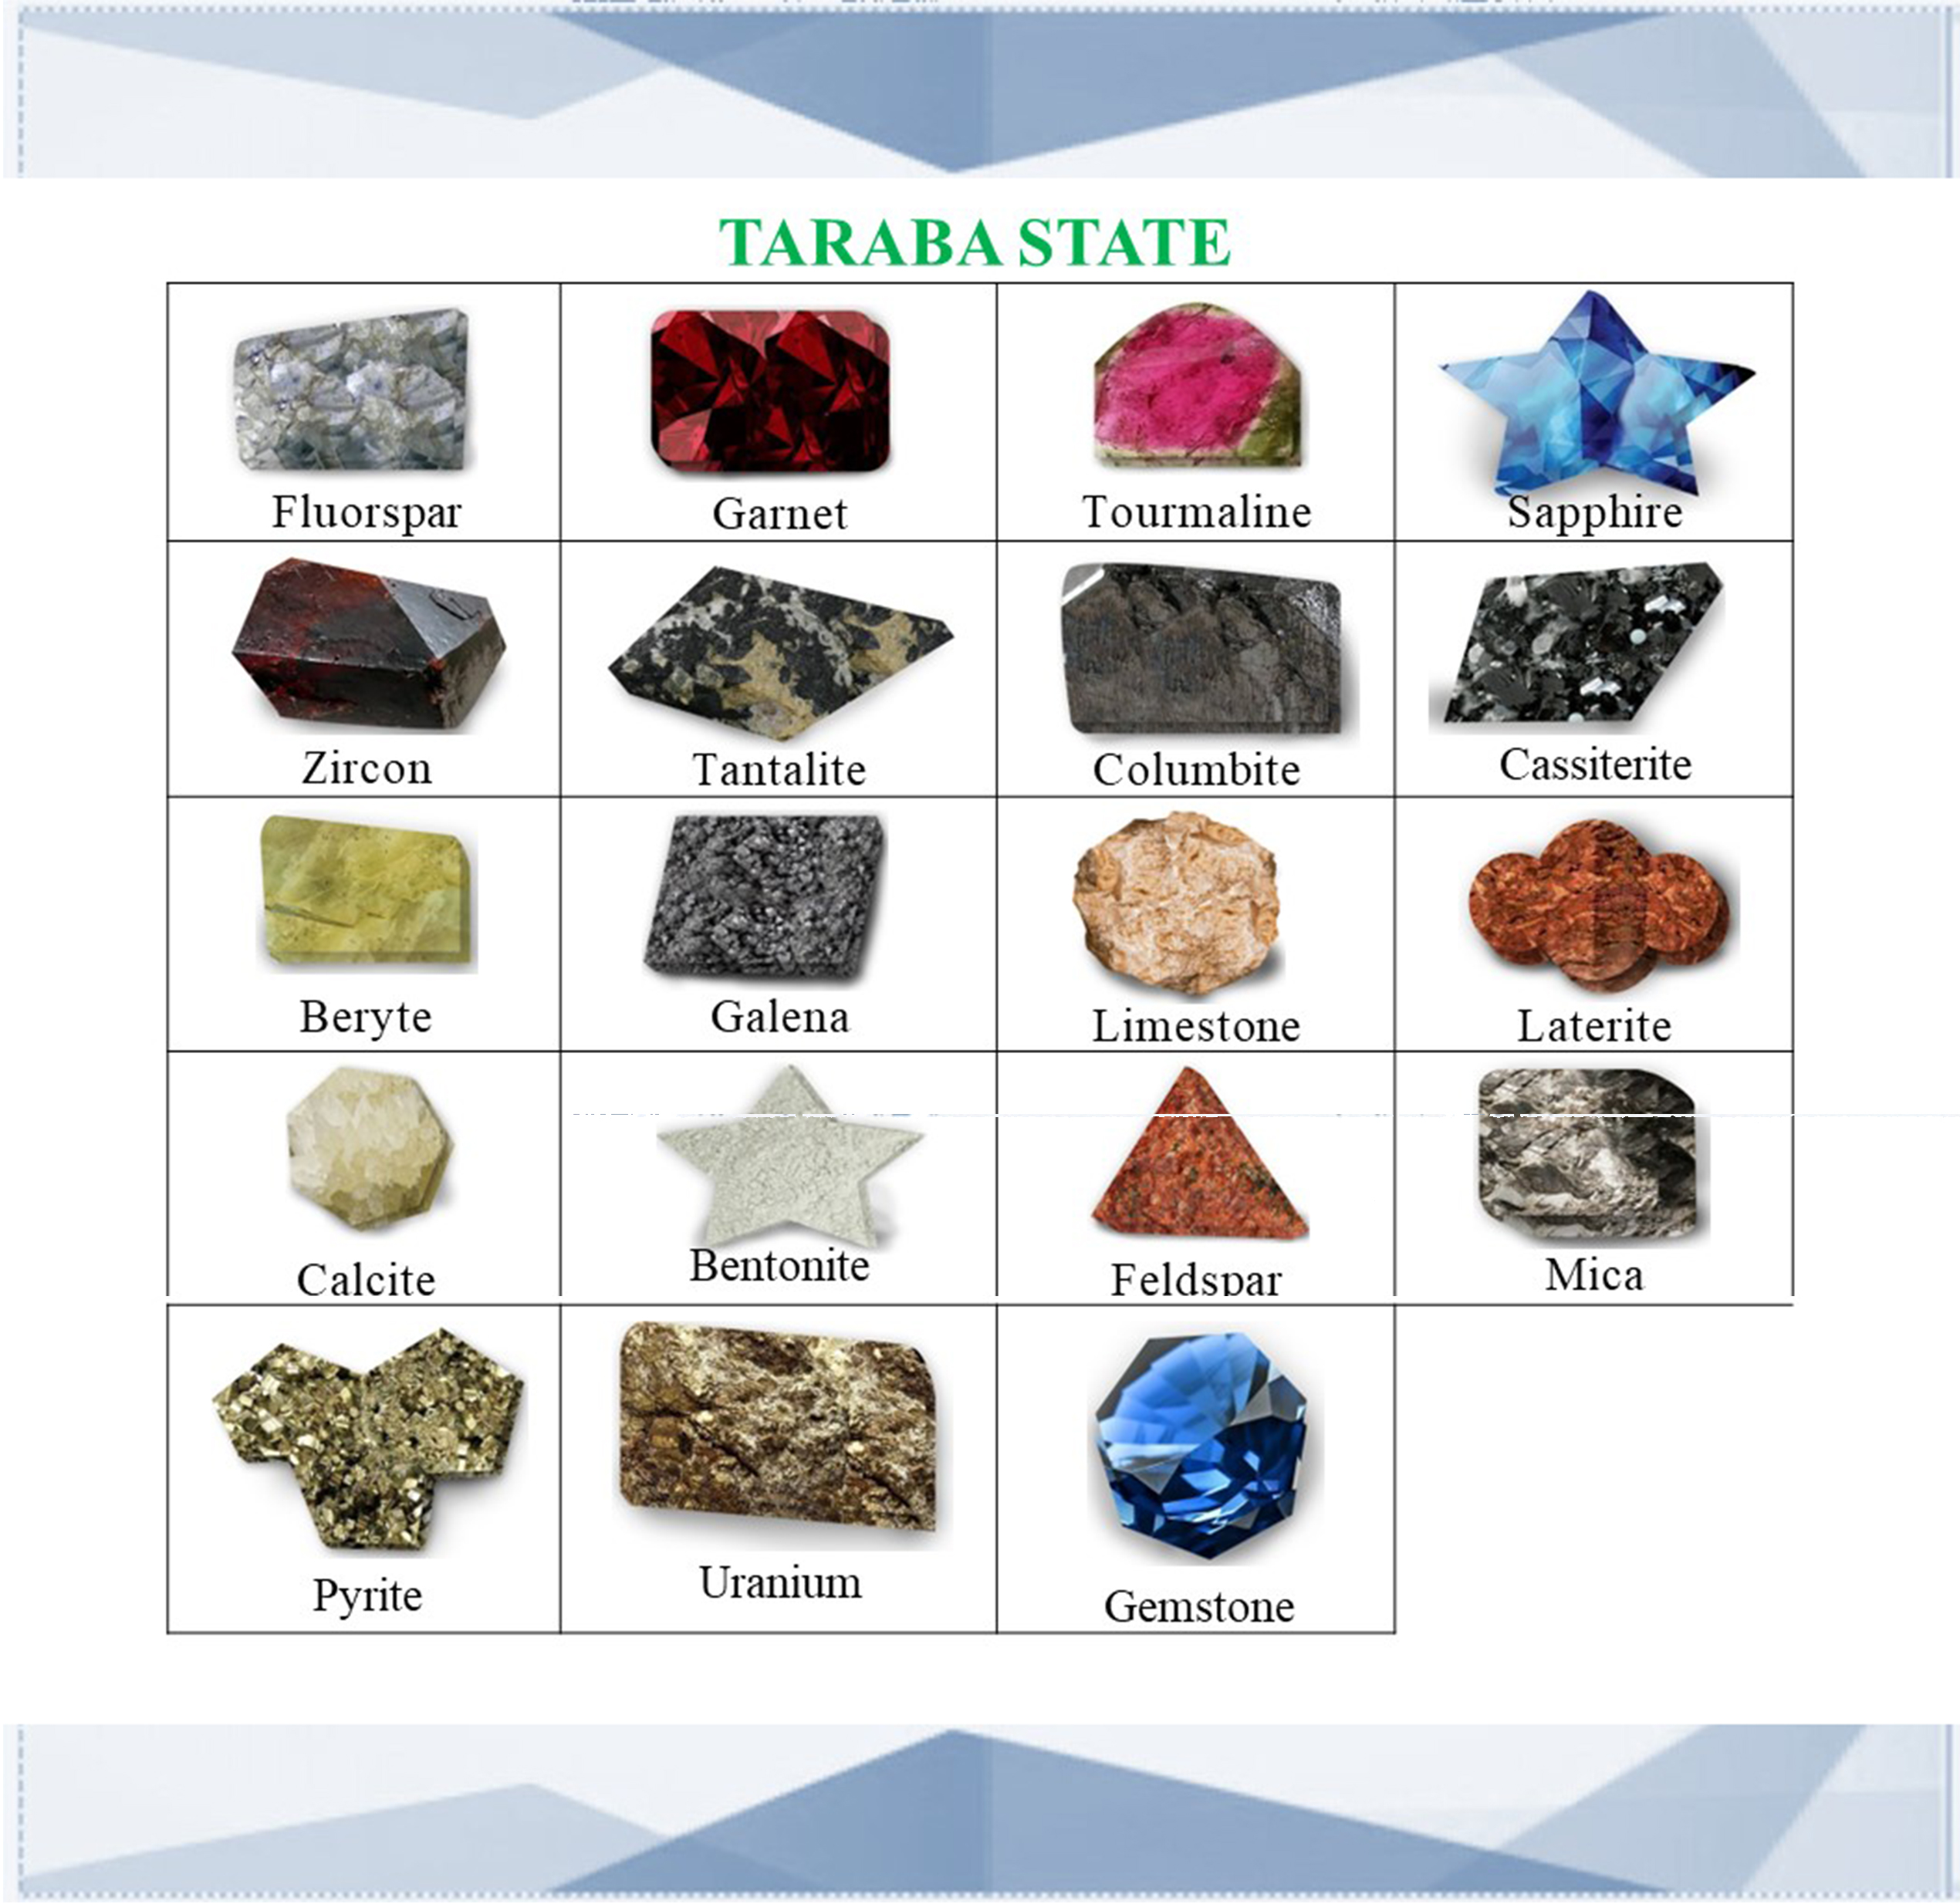 TARABA STATE
Fluorspar
Garnet
Tourmaline
Sapphire
Zircon
Tantalite
Columbite
Cassiterite
Beryte
Galena
Limestone
Laterite
Calcite
Bentonite
Feldspar
Mica
Pyrite
Uranium
Gemstone